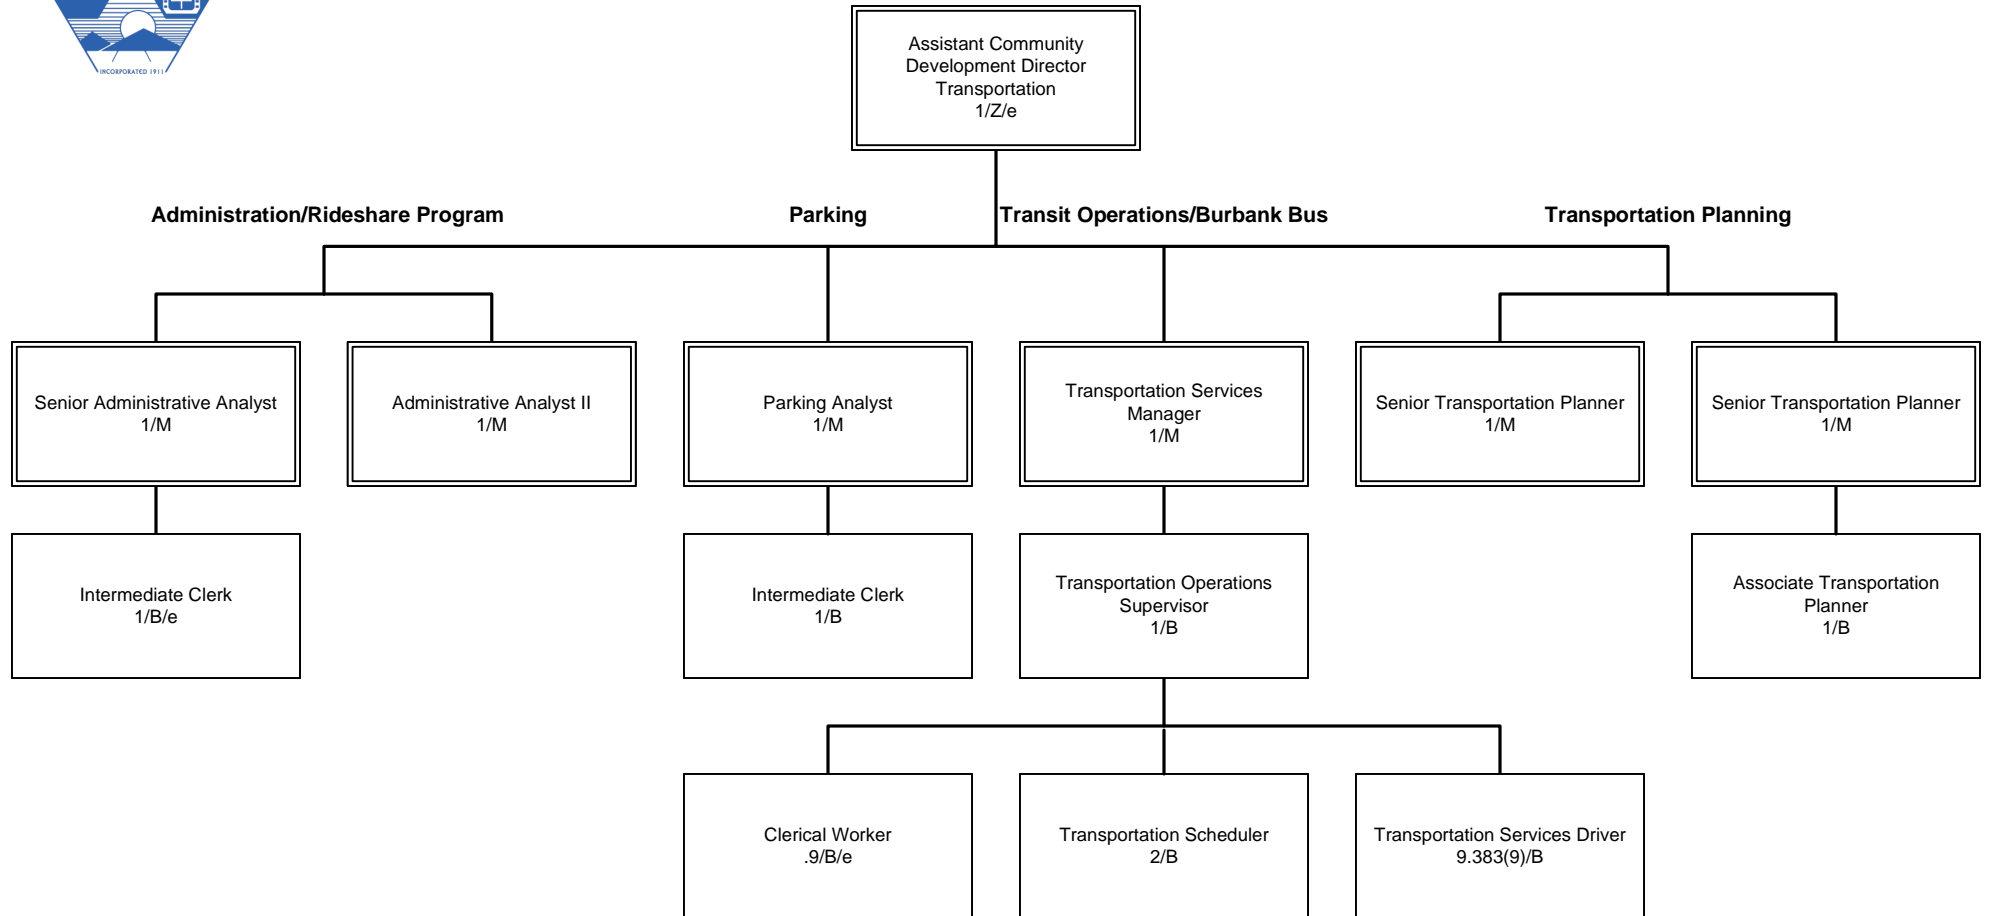 INCORPORATED 1911
Assistant Community
Development Director
Transportation
1/Z/e
Administration/Rideshare Program
Parking
Transit Operations/Burbank Bus
Transportation Planning
Senior Administrative Analyst
1/M
Administrative Analyst II
1/M
Parking Analyst
1/M
Transportation Services
Manager
1/M
Senior Transportation Planner
1/M
Senior Transportation Planner
1/M
Intermediate Clerk
1/B/e
Intermediate Clerk
1/B
Transportation Operations
Supervisor
1/B
Associate Transportation
Planner
1/B
Clerical Worker
.9/B/e
Transportation Scheduler
2/B
Transportation Services Driver
9.383(9)/B